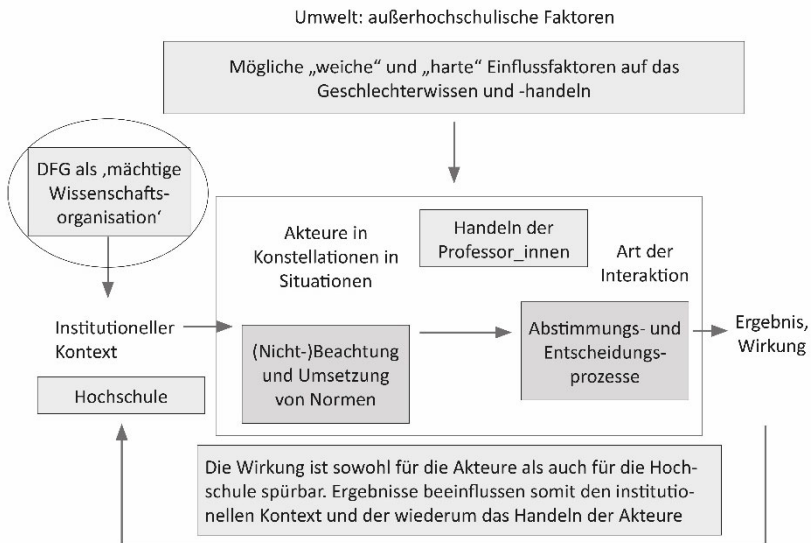 Umwelt: außerhochschulische Faktoren
Mögliche „weiche“ und „harte“ Einflussfaktoren auf das
Geschlechterwissen und -handeln
DFG als ‚mächtige
Wissenschafts-
organisation‘
Akteure in
Konstellationen in
Situationen
Handeln der
Professor_innen
Art der
Interaktion
Institutioneller
Kontext
Hochschule
(Nicht-)Beachtung
und Umsetzung
von Normen
Abstimmungs- und
Entscheidungs-
prozesse
Ergebnis,
Wirkung
Die Wirkung ist sowohl für die Akteure als auch für die Hoch-
schule spürbar. Ergebnisse beeinflussen somit den institutio-
nellen Kontext und der wiederum das Handeln der Akteure